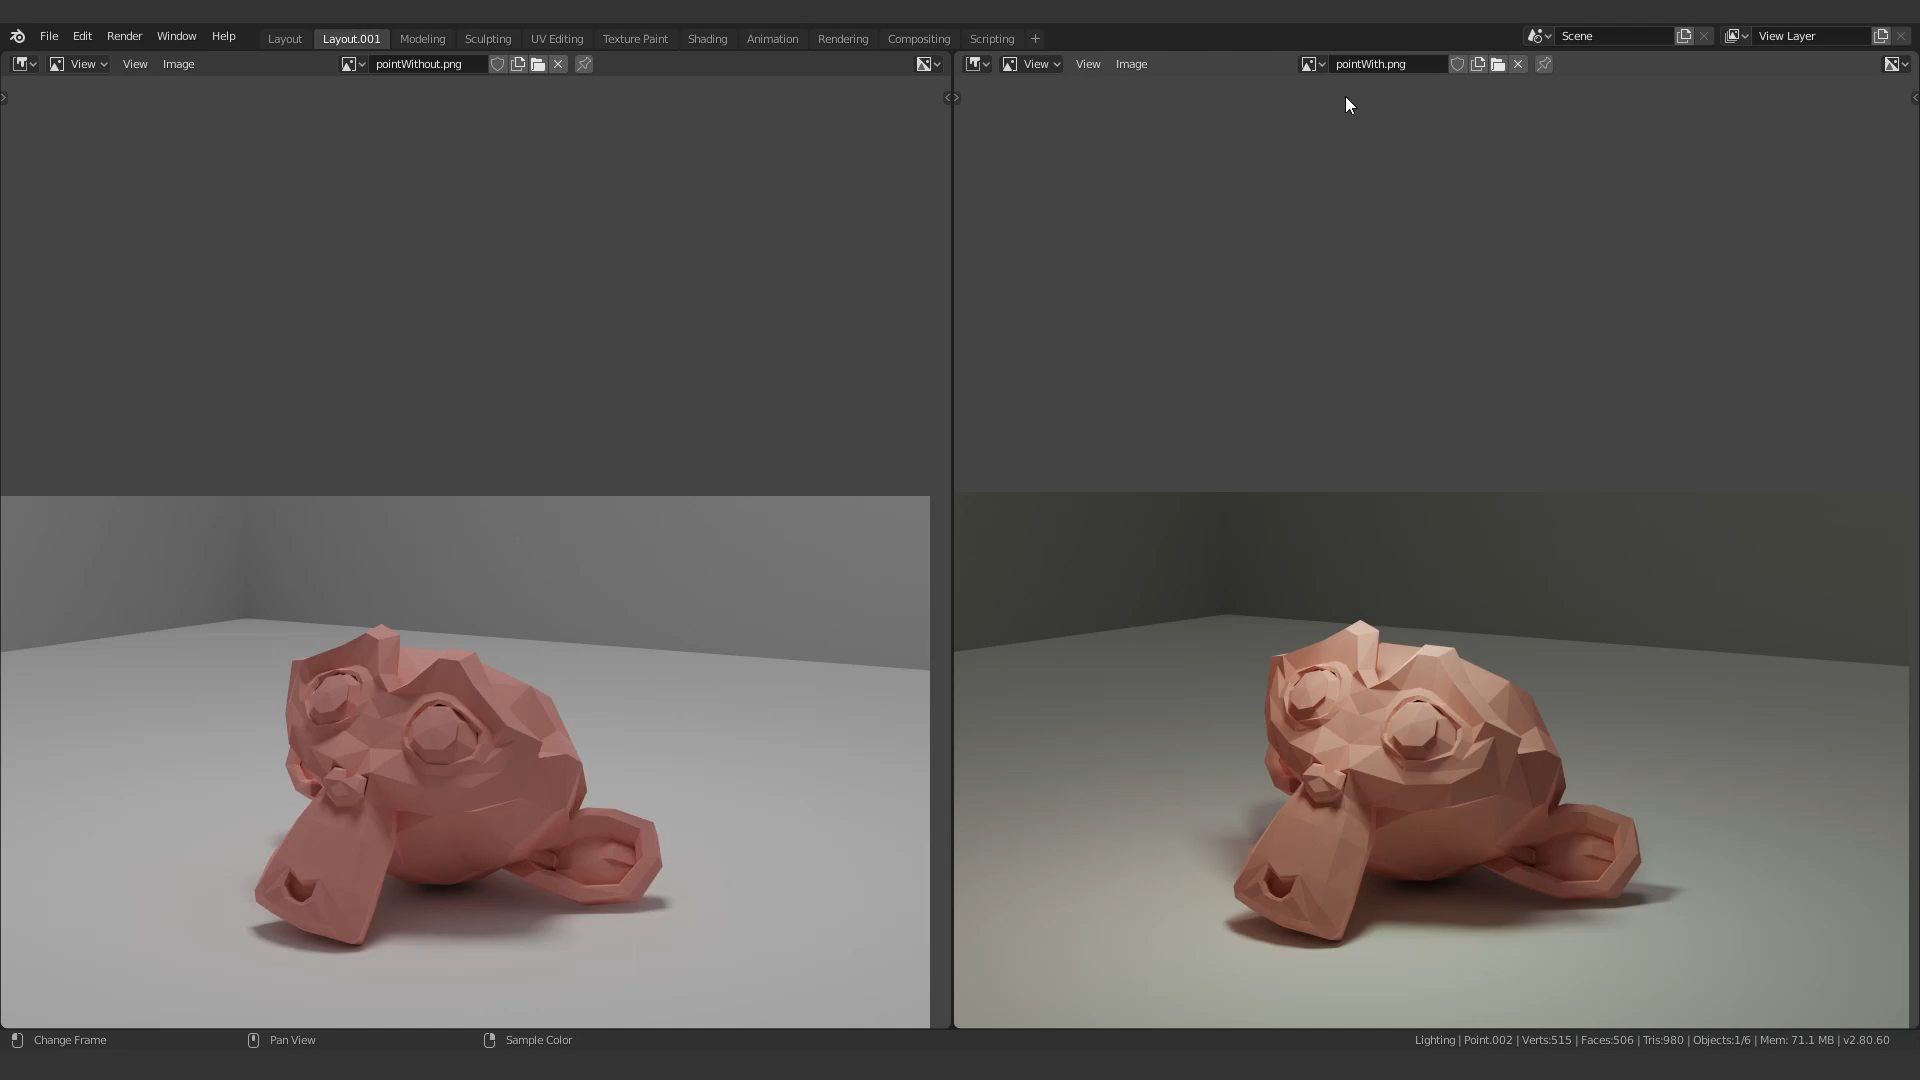 File Edit Render Window Help Layout Layout.001 Modeling Sculpting UV Editing Texture Paint Shading Animation Rendering Compositing Scripting + Scene View Layer
View View Image pointWithout.png View View Image pointWith.png
Change Frame Pan View Sample Color Lighting | Point.002 | Verts:515 | Faces:506 | Tris:980 | Objects:1/6 | Mem: 71.1 MB | v2.80.60